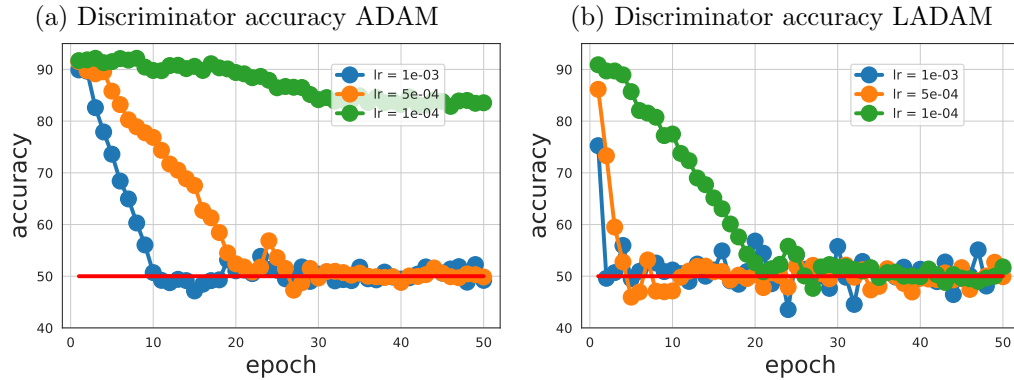 (a) Discriminator accuracy ADAM
90
80
70
60
50
40
accuracy
0 10 20 30 40 50
epoch
lr = 1e-03
lr = 5e-04
lr = 1e-04
(b) Discriminator accuracy LADAM
90
80
70
60
50
40
accuracy
0 10 20 30 40 50
epoch
lr = 1e-03
lr = 5e-04
lr = 1e-04